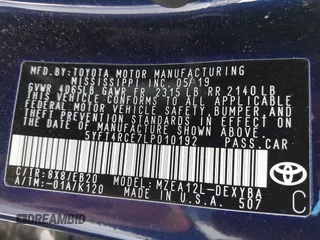 MFD. BY: TOYOTA MOTOR MANUFACTURING
MISSISSIPPI, INC. 05/19
GVWR 4065LB GAWR FR 2315 LB RR 2140 LB
THIS VEHICLE CONFORMS TO ALL APPLICABLE
FEDERAL MOTOR VEHICLE SAFETY, BUMPER, AND
THEFT PREVENTION STANDARDS IN EFFECT ON
THE DATE OF MANUFACTURE SHOWN ABOVE.
5YFT4RCE7LP010192 PASS.CAR
C/TR: 8X8/EB20 MODEL: MZEA12L-DEXYBA
A/TM: -01A/K120 MADE IN U.S.A. 507
TOYOTA
C
DREAMBID